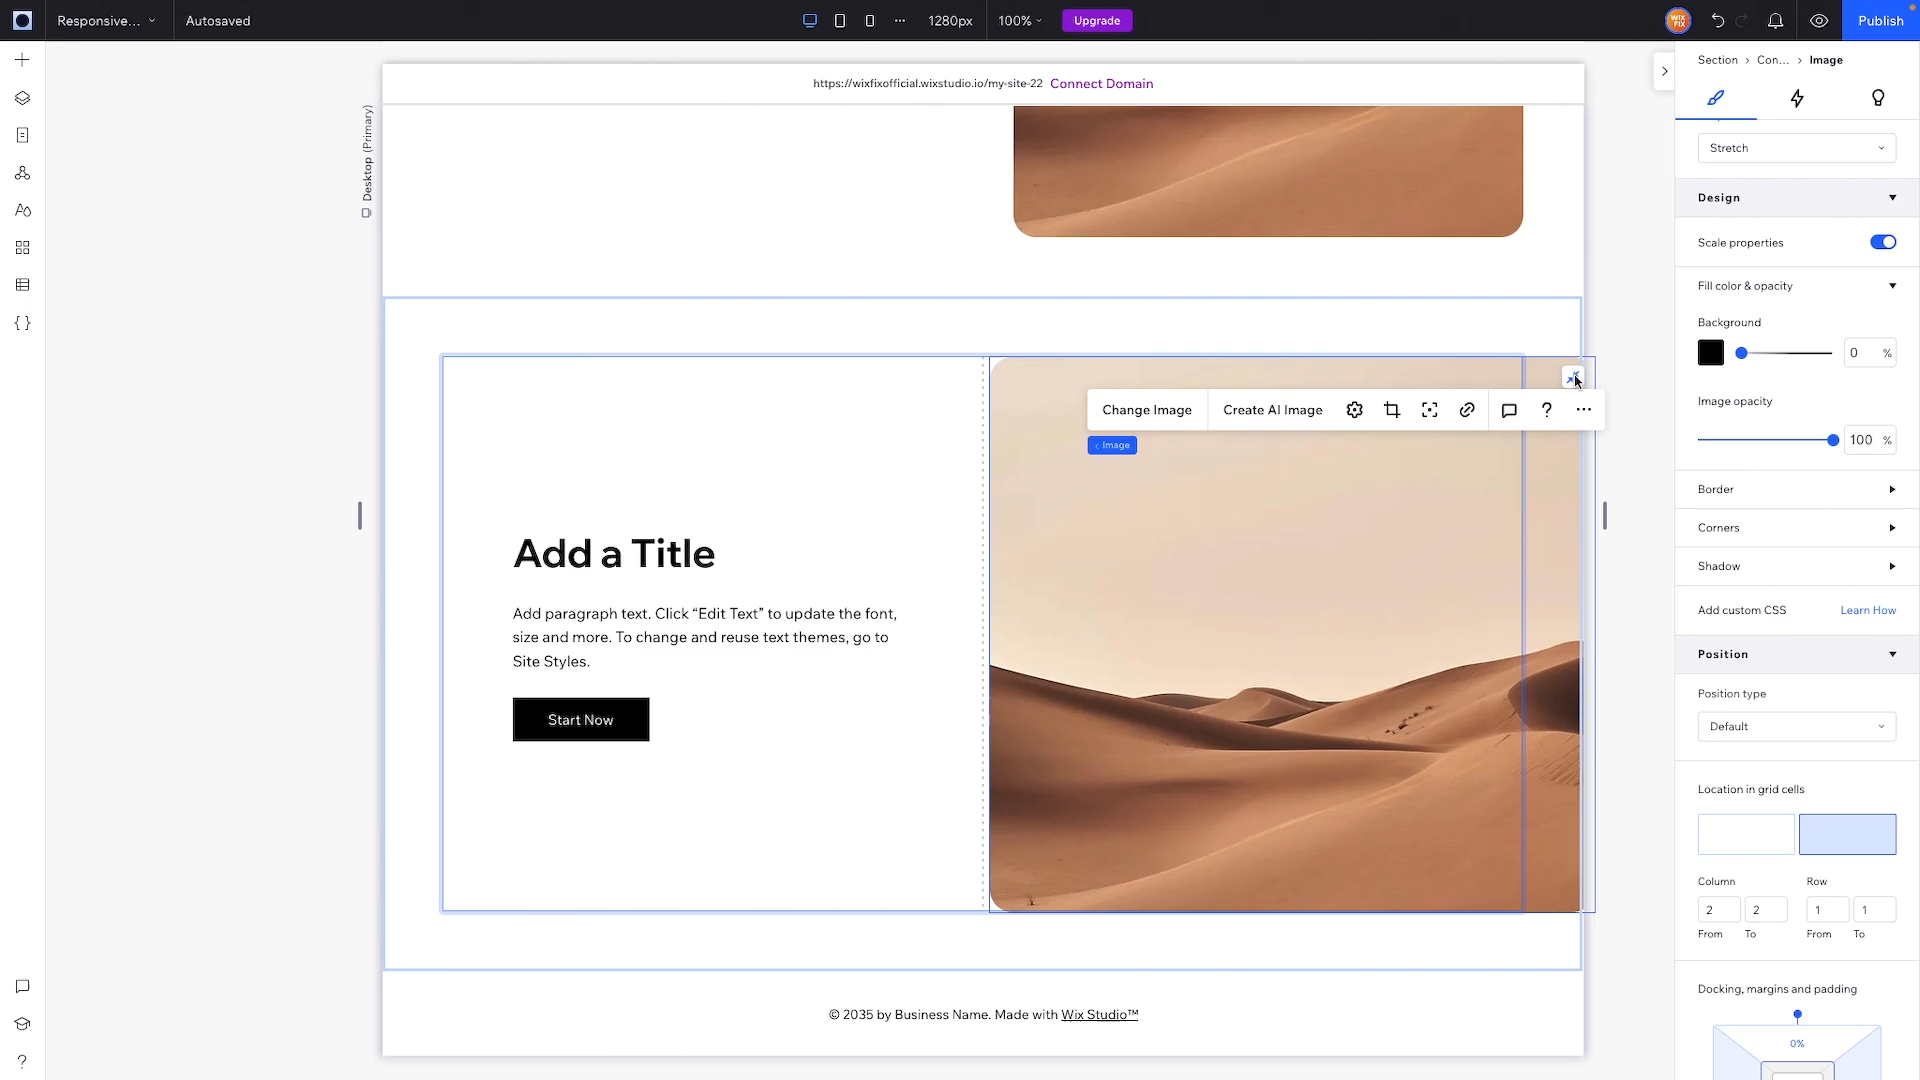 Responsive...
Autosaved
1280px
100%
Upgrade
WIX
FIX
Publish
https://wixfixofficial.wixstudio.io/my-site-22 Connect Domain
Desktop (Primary)
Change Image
Create AI Image
?
< Image
Add a Title
Add paragraph text. Click “Edit Text” to update the font,
size and more. To change and reuse text themes, go to
Site Styles.
Start Now
© 2035 by Business Name. Made with Wix Studio™
Section > Con... > Image
Stretch
Design
Scale properties
Fill color & opacity
Background
0 %
Image opacity
100 %
Border
Corners
Shadow
Add custom CSS
Learn How
Position
Position type
Default
Location in grid cells
Column
Row
2 2 1 1
From To From To
Docking, margins and padding
0%